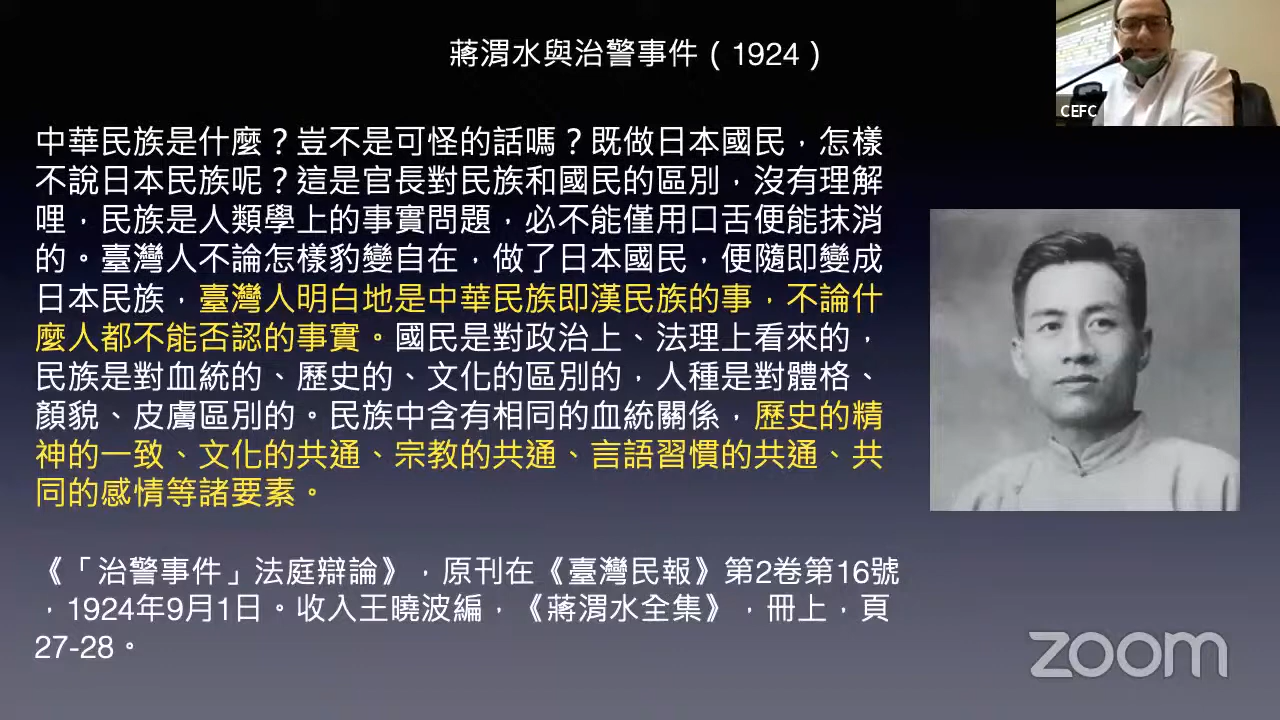 蔣渭水與治警事件（1924）
CEFC
中華民族是什麼？豈不是可怪的話嗎？既做日本國民，怎樣
不說日本民族呢？這是官長對民族和國民的區別，沒有理解
哩，民族是人類學上的事實問題，必不能僅用口舌便能抹消
的。臺灣人不論怎樣豹變自在，做了日本國民，便隨即變成
日本民族，臺灣人明白地是中華民族即漢民族的事，不論什
麼人都不能否認的事實。國民是對政治上、法理上看來的，
民族是對血統的、歷史的、文化的區別的，人種是對體格、
顏貌、皮膚區別的。民族中含有相同的血統關係，歷史的精
神的一致、文化的共通、宗教的共通、言語習慣的共通、共
同的感情等諸要素。
《「治警事件」法庭辯論》，原刊在《臺灣民報》第2卷第16號
，1924年9月1日。收入王曉波編，《蔣渭水全集》，冊上，頁
27-28。
zoom